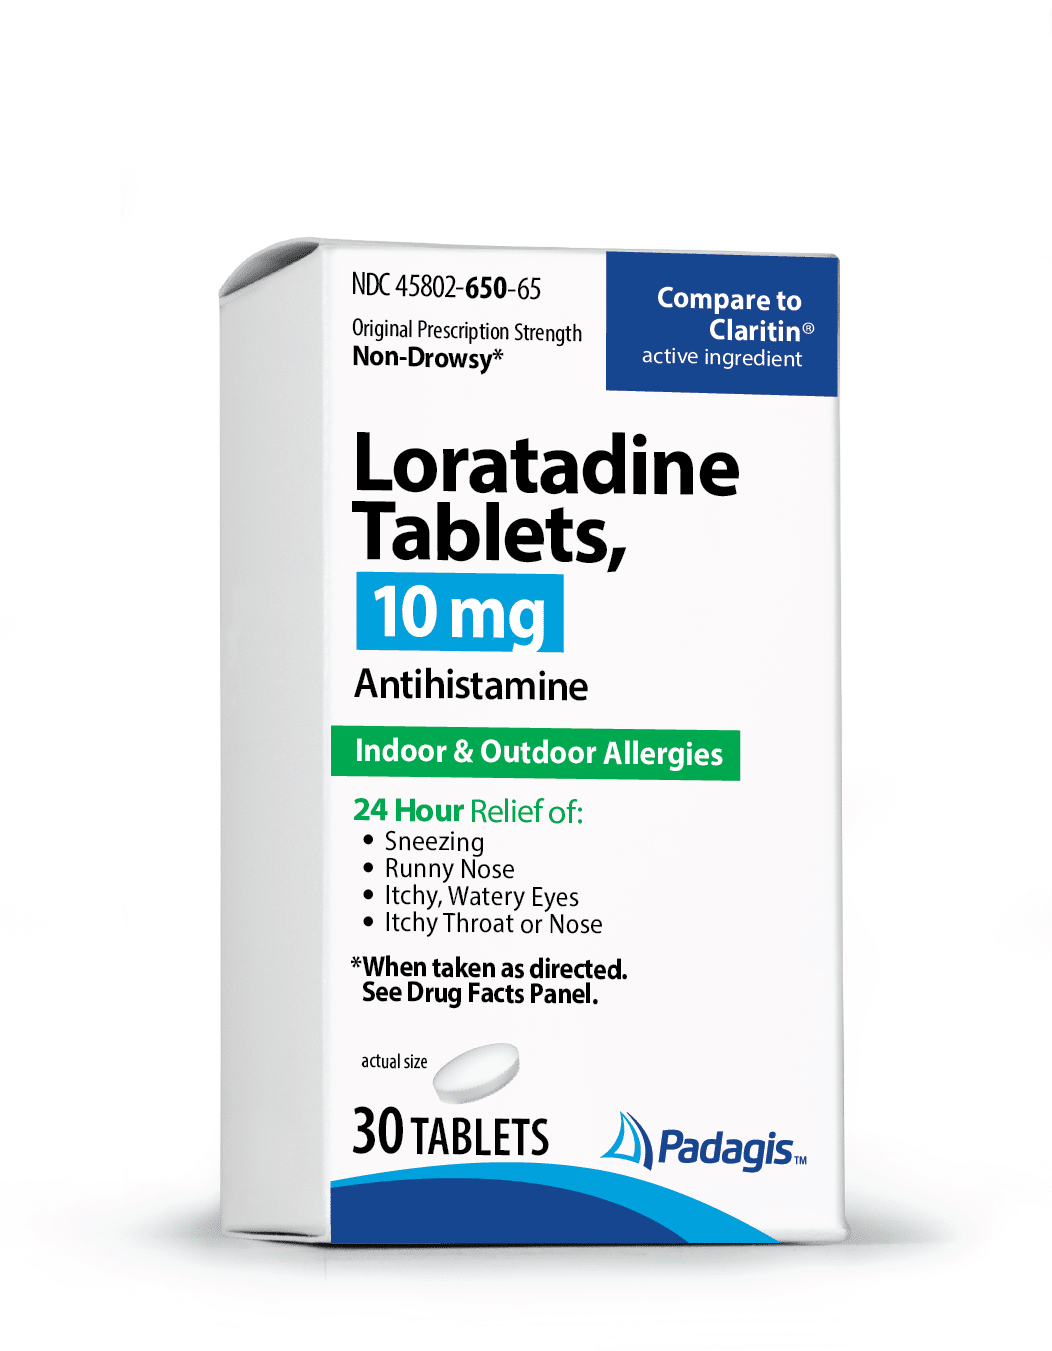 NDC 45802-650-65
Original Prescription Strength
Non-Drowsy*
Compare to
Claritin®
active ingredient
Loratadine
Tablets,
10 mg
Antihistamine
Indoor & Outdoor Allergies
24 Hour Relief of:
• Sneezing
• Runny Nose
• Itchy, Watery Eyes
• Itchy Throat or Nose
*When taken as directed.
See Drug Facts Panel.
actual size
30 TABLETS
Padagis™